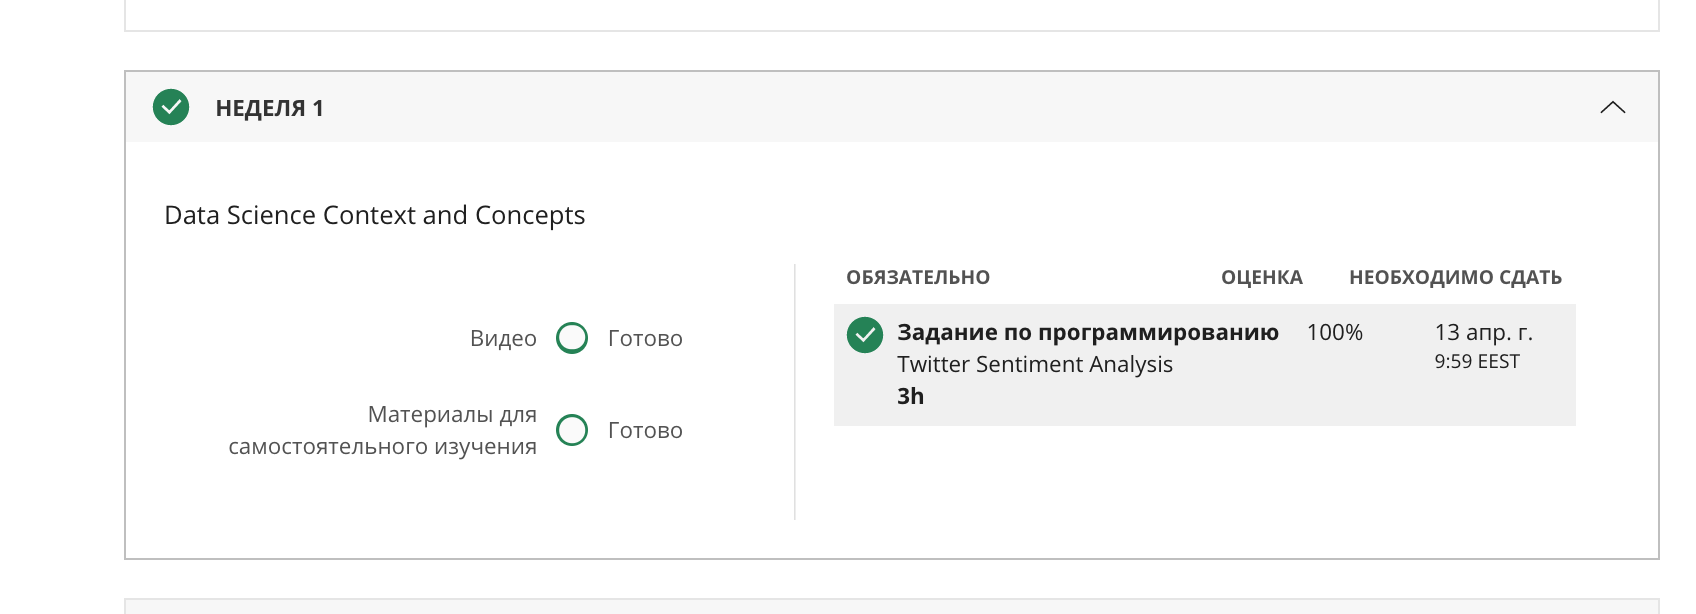 НЕДЕЛЯ 1
Data Science Context and Concepts
Видео Готово
Материалы для
самостоятельного изучения Готово
ОБЯЗАТЕЛЬНО ОЦЕНКА НЕОБХОДИМО СДАТЬ
Задание по программированию 100% 13 апр. г.
Twitter Sentiment Analysis 9:59 EEST
3h